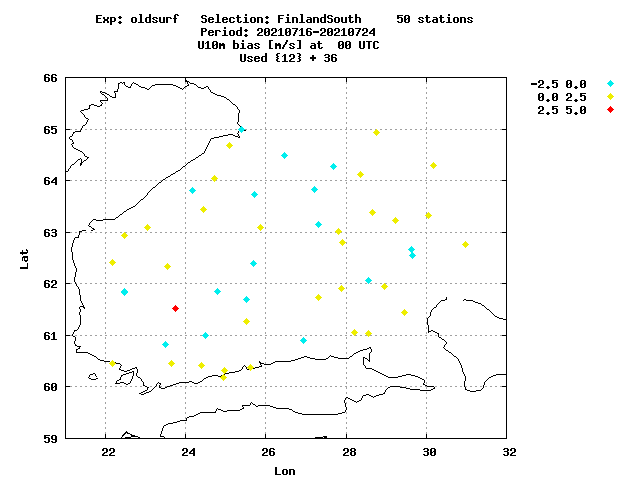 Exp: oldsurf Selection: FinlandSouth 50 stations
Period: 20210716-20210724
U10m bias [m/s] at 00 UTC
Used {12} + 36
-2.5 0.0
0.0 2.5
2.5 5.0
66
65
64
63
62
61
60
59
Lat
22 24 26 28 30 32
Lon